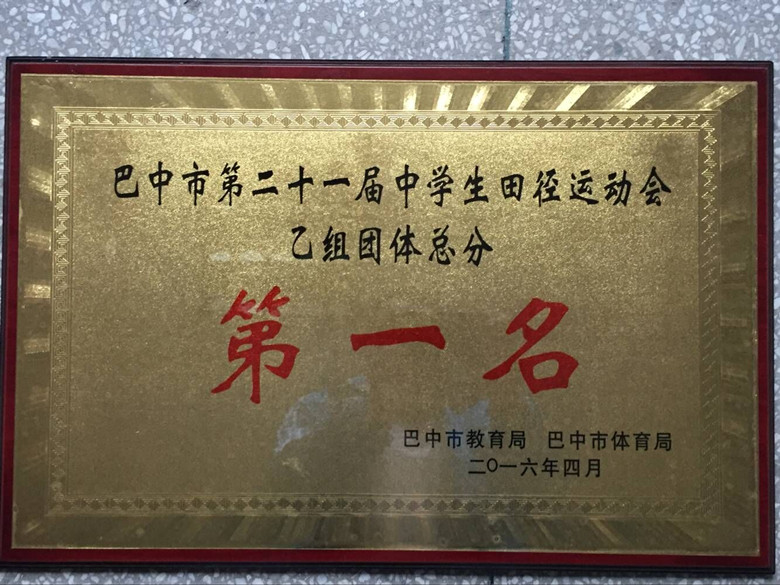 巴中市第二十一届中学生田径运动会
乙组团体总分
第一名
巴中市教育局 巴中市体育局
二〇一六年四月